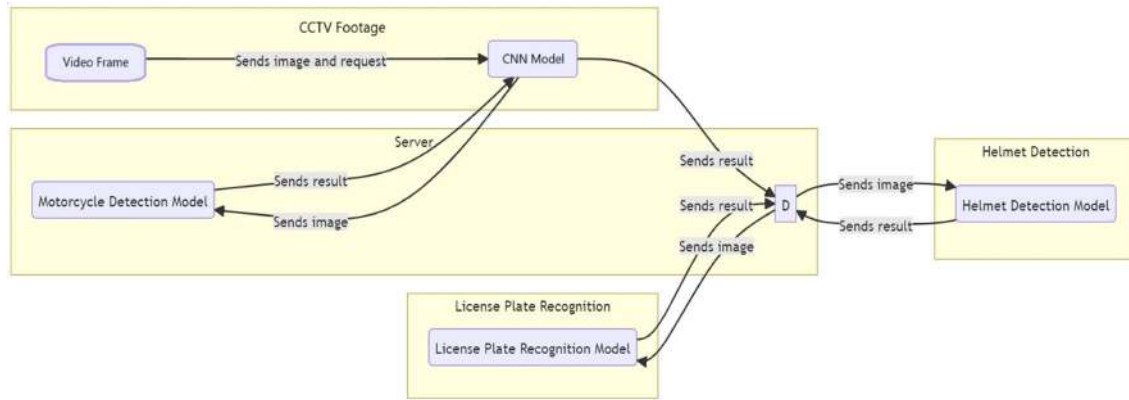 CCTV Footage
Video Frame
Sends image and request
CNN Model
Server
Sends result
Sends image
Motorcycle Detection Model
Sends result
Sends result
Sends image
D
Sends image
Sends result
Helmet Detection
Helmet Detection Model
License Plate Recognition
License Plate Recognition Model